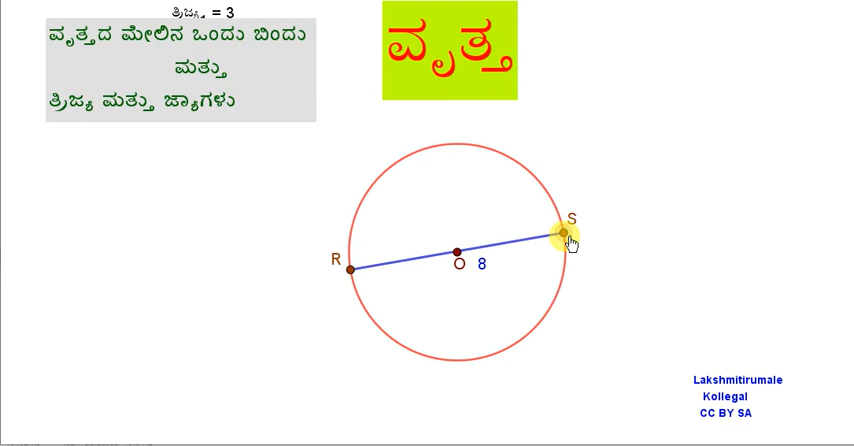 ತ್ರಿಜ್ಯ = 3
ವೃತ್ತದ ಮೇಲಿನ ಒಂದು ಬಿಂದು
ಮತ್ತು
ತ್ರಿಜ್ಯ ಮತ್ತು ಜ್ಯಾಗಳು
ವೃತ್ತ
S
R
O 8
Lakshmitirumale
Kollegal
CC BY SA